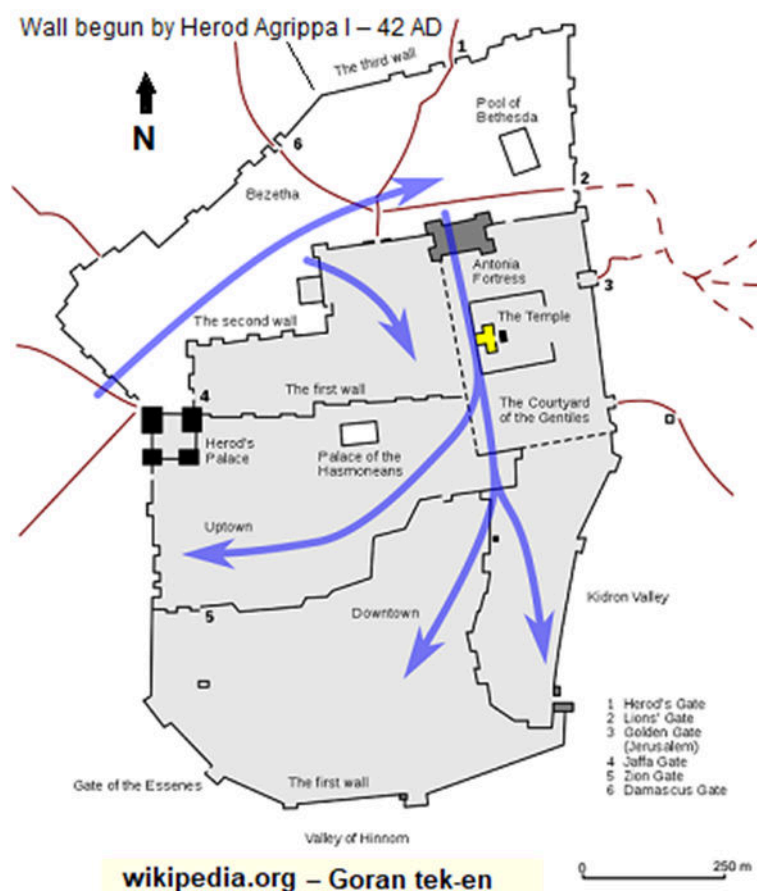 Wall begun by Herod Agrippa I – 42 AD
1
The third wall
N
Pool of
Bethesda
6
2
Bezetha
Antonia
Fortress
3
The Temple
The second wall
The first wall
4
The Courtyard
of the Gentiles
Herod's
Palace
Palace of the
Hasmoneans
Uptown
Kidron Valley
Downtown
5
1 Herod's Gate
2 Lions' Gate
3 Golden Gate
(Jerusalem)
4 Jaffa Gate
5 Zion Gate
6 Damascus Gate
Gate of the Essenes
The first wall
Valley of Hinnom
wikipedia.org – Goran tek-en
0 250 m